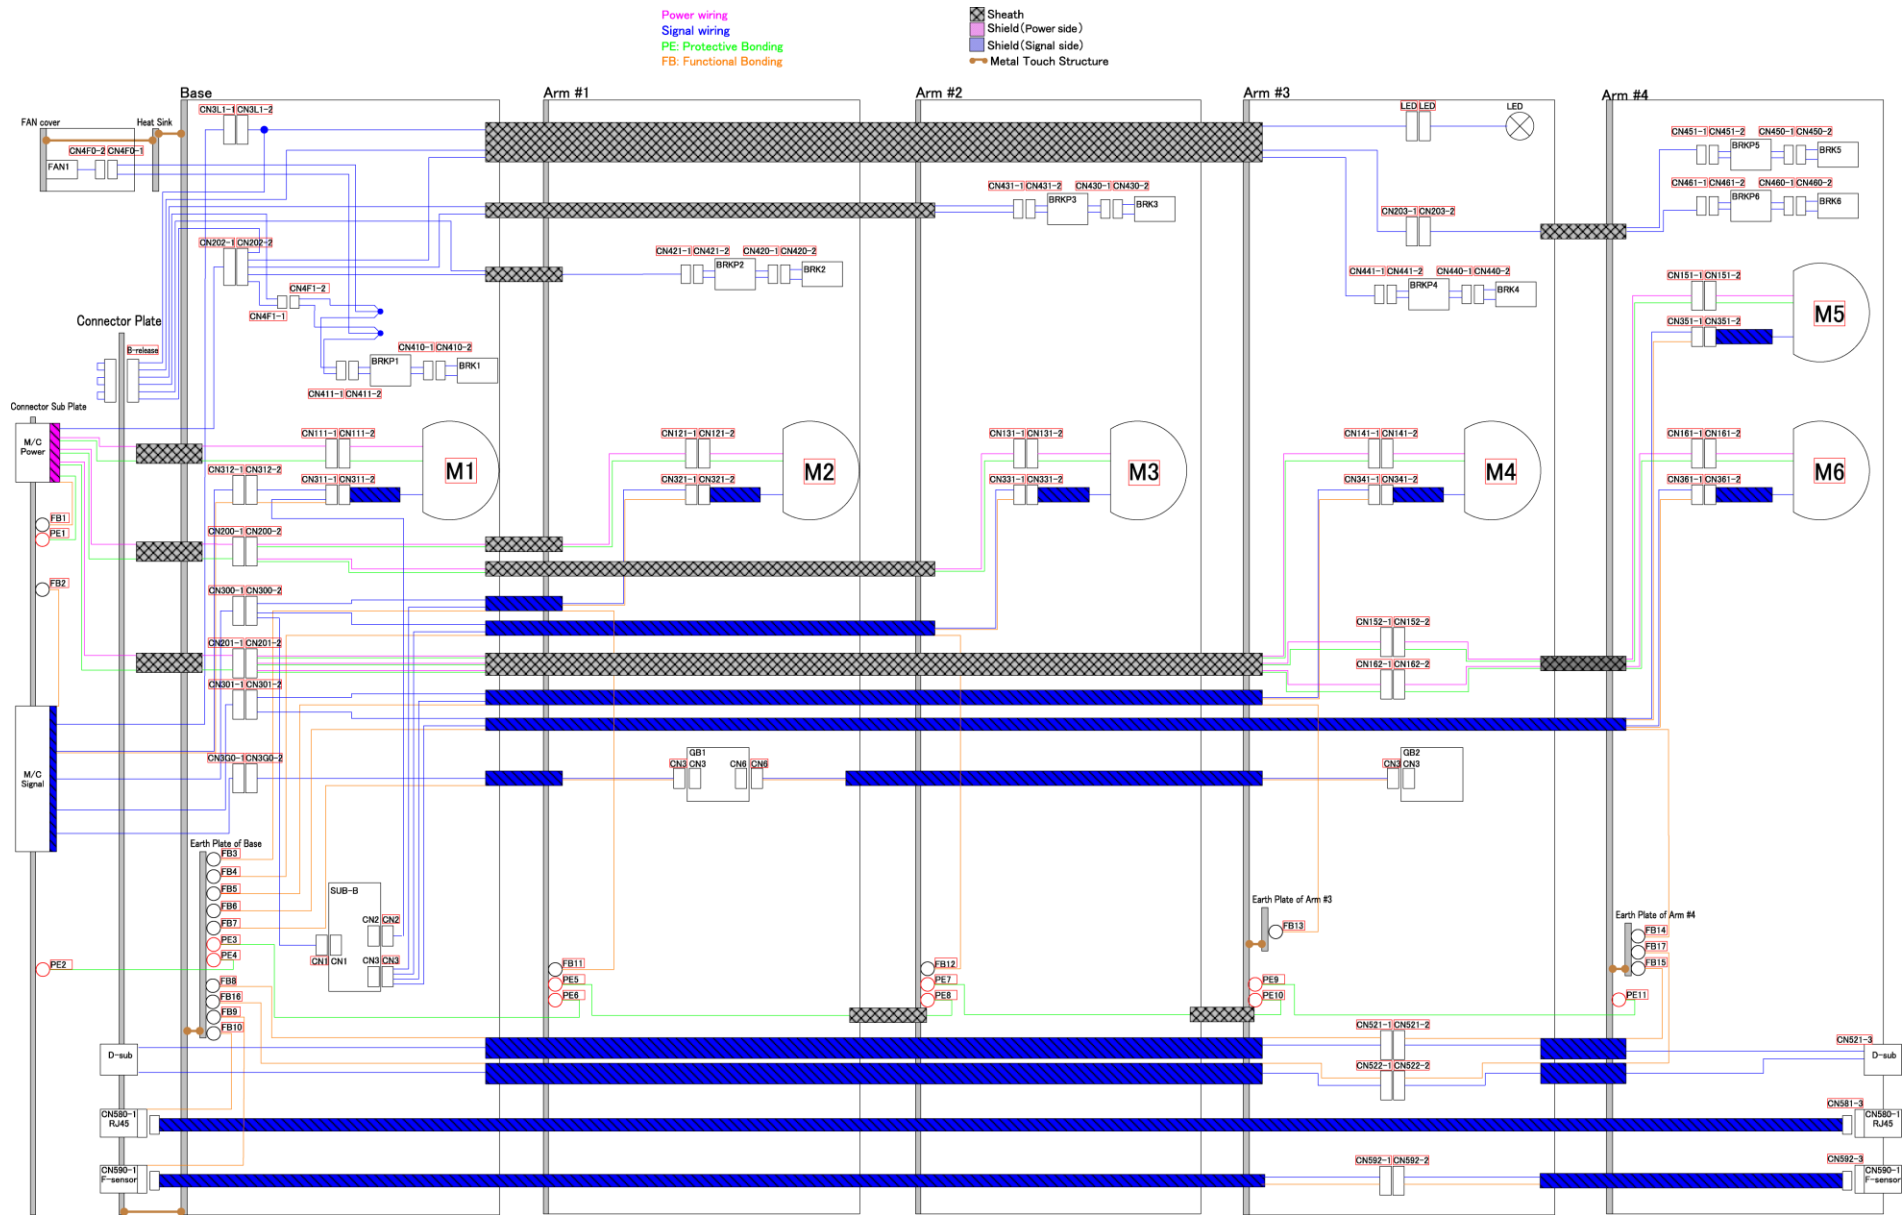 Power wiring
Signal wiring
PE: Protective Bonding
FB: Functional Bonding
Sheath
Shield(Power side)
Shield(Signal side)
Metal Touch Structure
Base
Arm #1
Arm #2
Arm #3
Arm #4
FAN cover
Heat Sink
CN4F0-2 CN4F0-1
FAN1
CN3L1-1 CN3L1-2
LED LED
LED
CN451-1 CN451-2 CN450-1 CN450-2
BRKP5
BRK5
CN461-1 CN461-2 CN460-1 CN460-2
BRKP6
BRK6
CN431-1 CN431-2 CN430-1 CN430-2
BRKP3
BRK3
CN203-1 CN203-2
CN202-1 CN202-2
CN421-1 CN421-2 CN420-1 CN420-2
BRKP2
BRK2
CN441-1 CN441-2 CN440-1 CN440-2
BRKP4
BRK4
CN4F1-2
CN4F1-1
CN151-1 CN151-2
M5
CN351-1 CN351-2
Connector Plate
B-release
CN410-1 CN410-2
BRKP1
BRK1
CN411-1 CN411-2
Connector Sub Plate
M/C
Power
CN111-1 CN111-2
M1
CN311-1 CN311-2
CN312-1 CN312-2
CN121-1 CN121-2
M2
CN321-1 CN321-2
CN131-1 CN131-2
M3
CN331-1 CN331-2
CN141-1 CN141-2
M4
CN341-1 CN341-2
CN161-1 CN161-2
M6
CN361-1 CN361-2
FB1
PE1
CN200-1 CN200-2
FB2
CN300-1 CN300-2
CN201-1 CN201-2
CN152-1 CN152-2
CN162-1 CN162-2
CN301-1 CN301-2
M/C
Signal
CN3G0-1 CN3G0-2
GB1
CN3 CN3
CN6 CN6
GB2
CN3 CN3
Earth Plate of Base
FB3
FB4
FB5
FB6
FB7
PE3
PE4
FB8
FB16
FB9
FB10
PE2
SUB-B
CN2 CN2
CN1 CN1
CN3 CN3
FB11
PE5
PE6
FB12
PE7
PE8
Earth Plate of Arm #3
FB13
PE9
PE10
Earth Plate of Arm #4
FB14
FB17
FB15
PE11
D-sub
CN521-1 CN521-2
CN521-3
D-sub
CN522-1 CN522-2
CN580-1
RJ45
CN581-3
CN580-1
RJ45
CN590-1
F-sensor
CN592-1 CN592-2
CN592-3
CN590-1
F-sensor